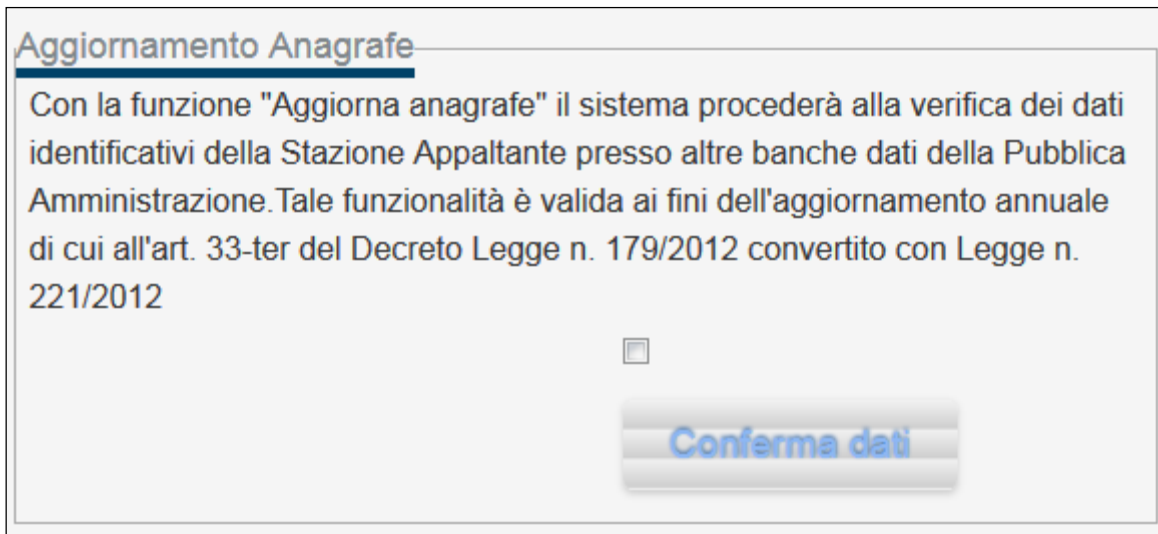 Aggiornamento Anagrafe
Con la funzione "Aggiorna anagrafe" il sistema procederà alla verifica dei dati
identificativi della Stazione Appaltante presso altre banche dati della Pubblica
Amministrazione.Tale funzionalità è valida ai fini dell'aggiornamento annuale
di cui all'art. 33-ter del Decreto Legge n. 179/2012 convertito con Legge n.
221/2012
Conferma dati